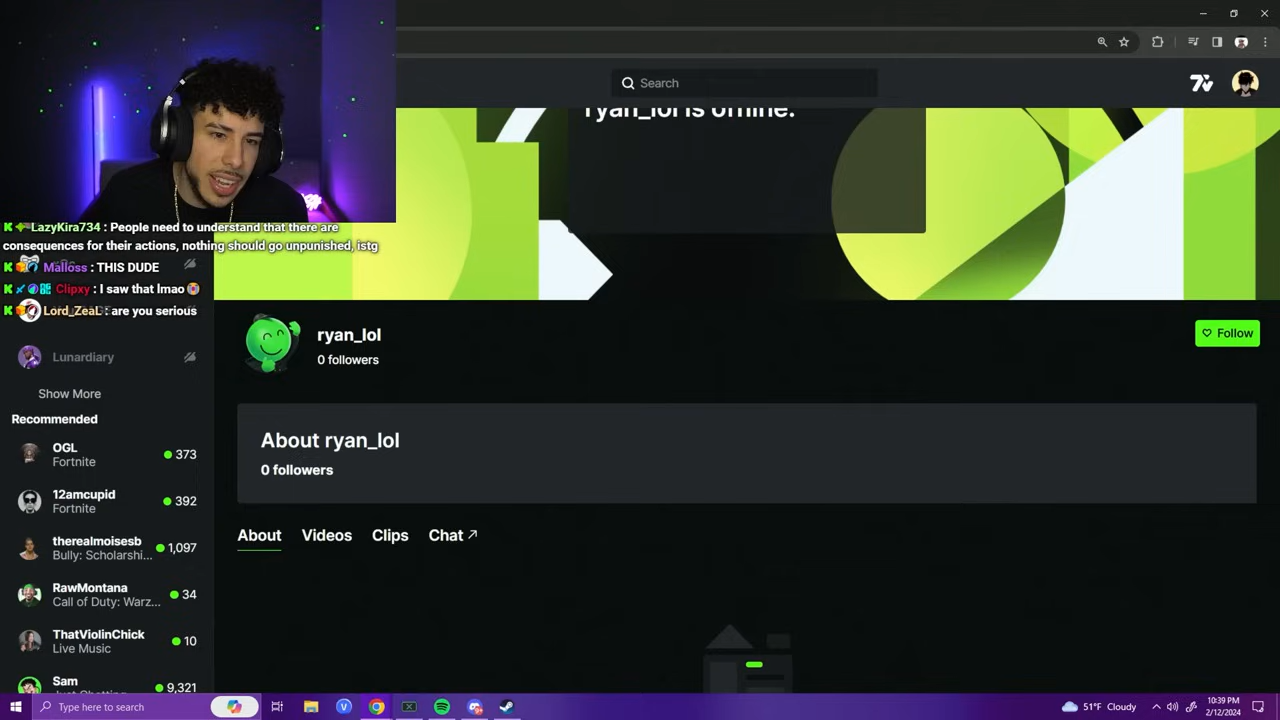 Search
ryan_lol is offline.
LazyKira734 : People need to understand that there are
consequences for their actions, nothing should go unpunished, istg
Malloss : THIS DUDE
Clipxy : I saw that lmao
Lord_ZeaL : are you serious
Lunardiary
Show More
Recommended
OGL
Fortnite
373
12amcupid
Fortnite
392
therealmoisesb
Bully: Scholarshi...
1,097
RawMontana
Call of Duty: Warz...
34
ThatViolinChick
Live Music
10
Sam
Just Chatting
9,321
ryan_lol
0 followers
Follow
About ryan_lol
0 followers
About Videos Clips Chat
Type here to search
51°F Cloudy
10:39 PM
2/12/2024